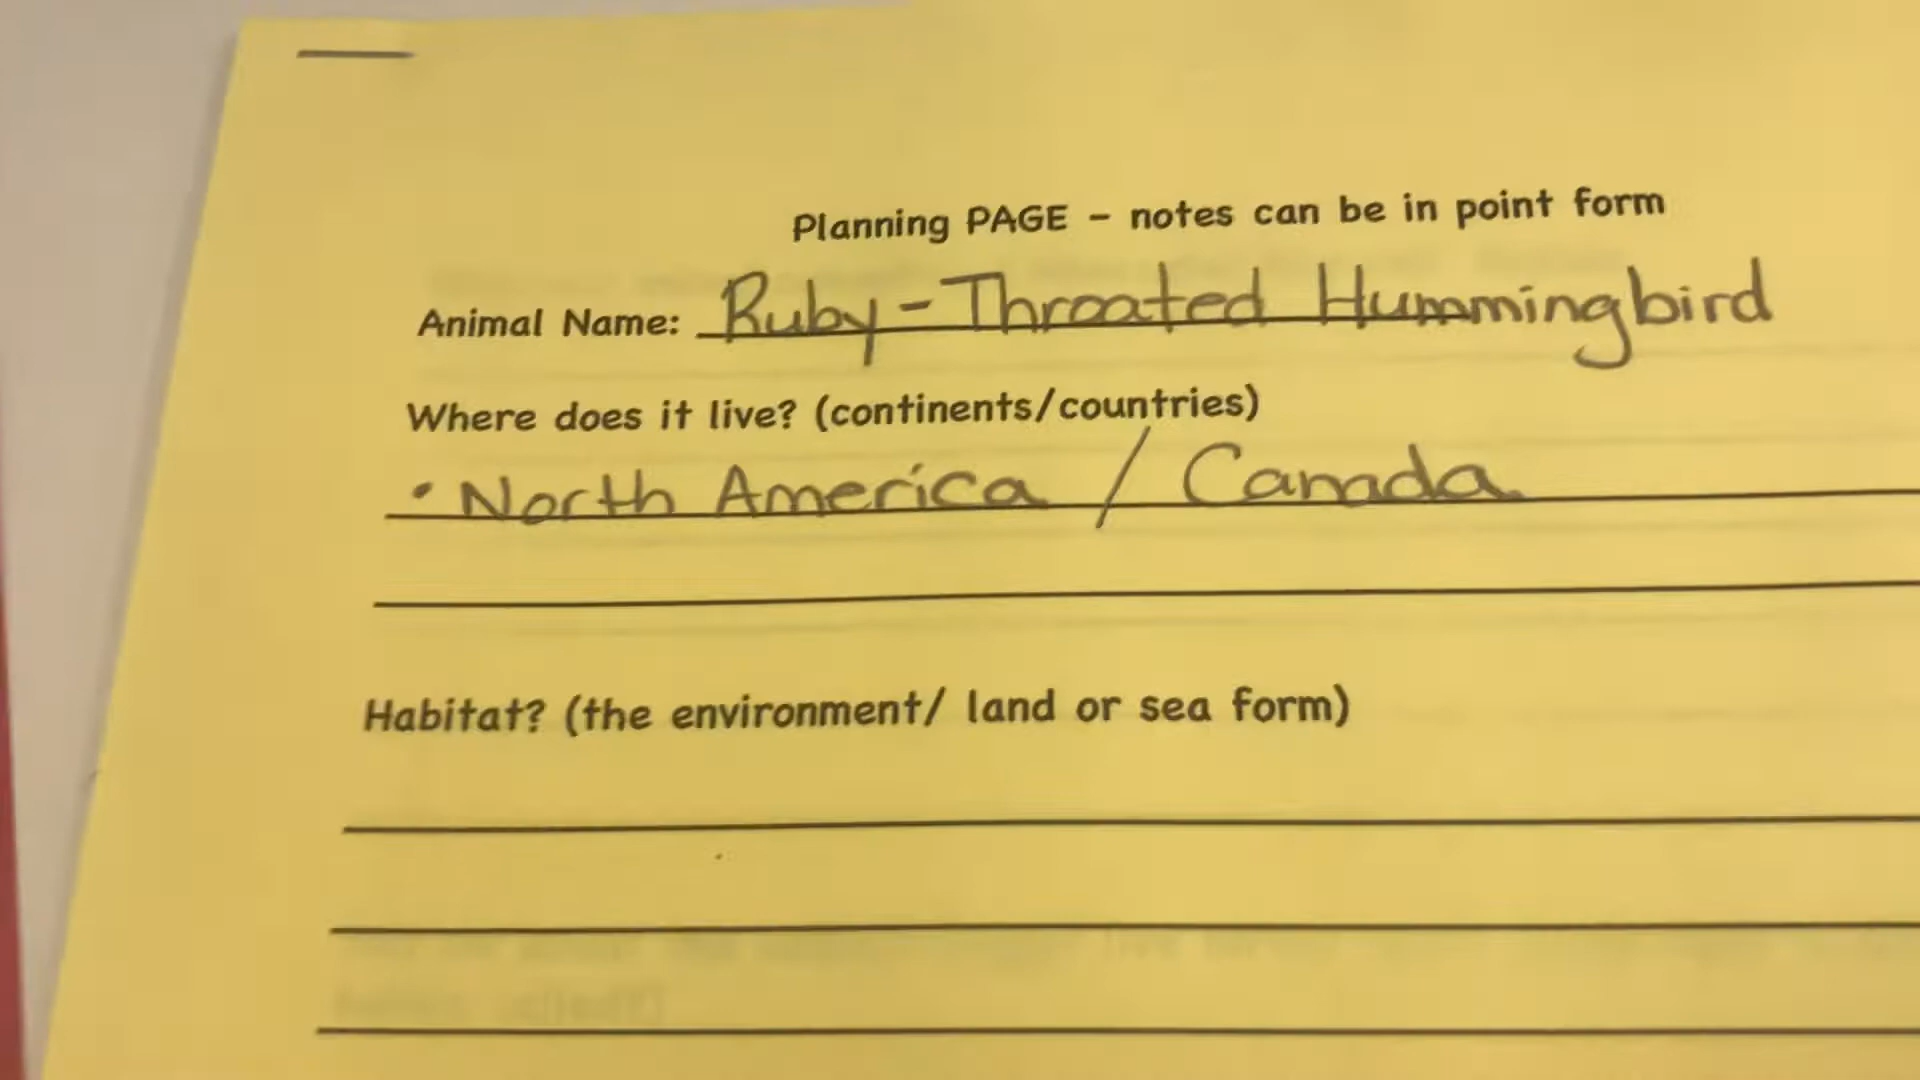 Planning PAGE - notes can be in point form
Animal Name: Ruby-Throated Hummingbird
Where does it live? (continents/countries)
• North America / Canada
Habitat? (the environment/ land or sea form)